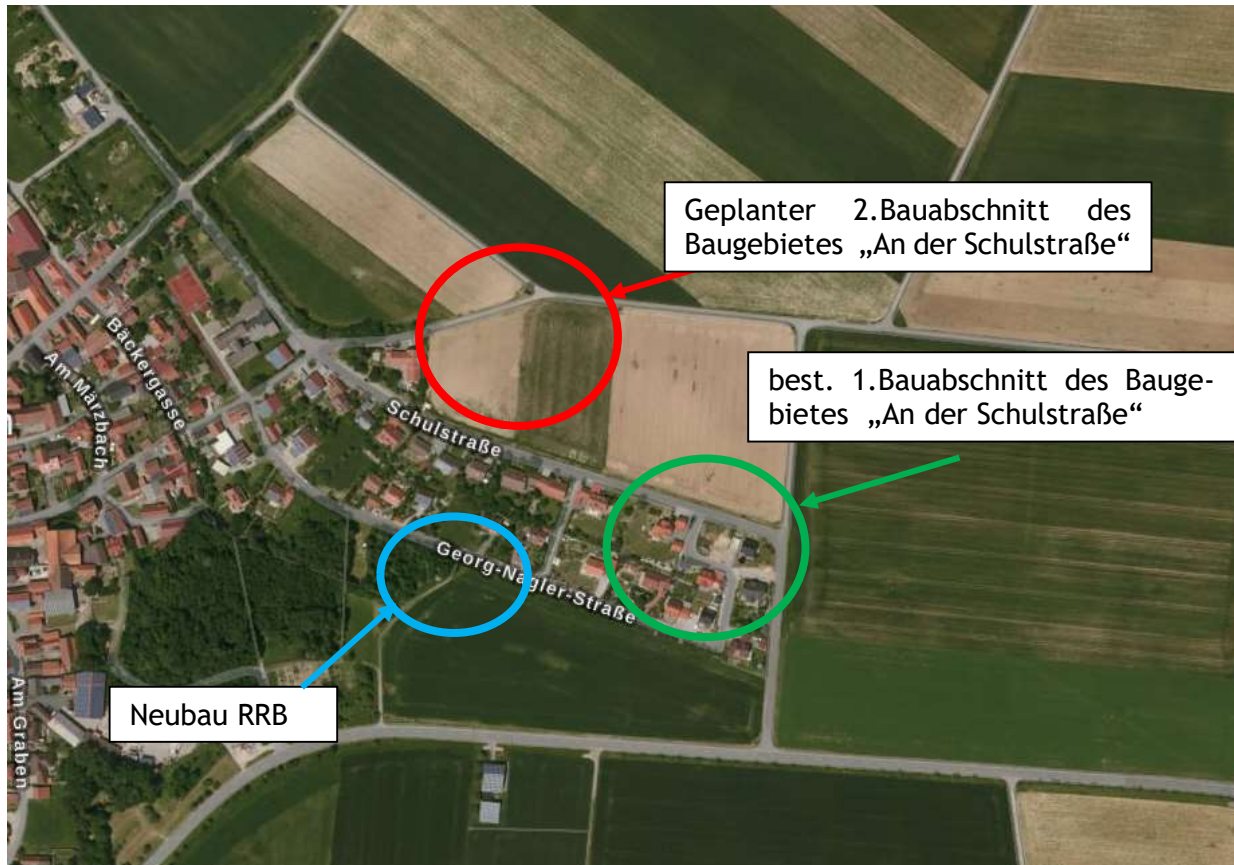 Geplanter 2.Bauabschnitt des
Baugebietes „An der Schulstraße“
best. 1.Bauabschnitt des Bauge-
bietes „An der Schulstraße“
Bäckergasse
Am Märzbach
Schulstraße
Georg-Nagler-Straße
Neubau RRB
Am Graben